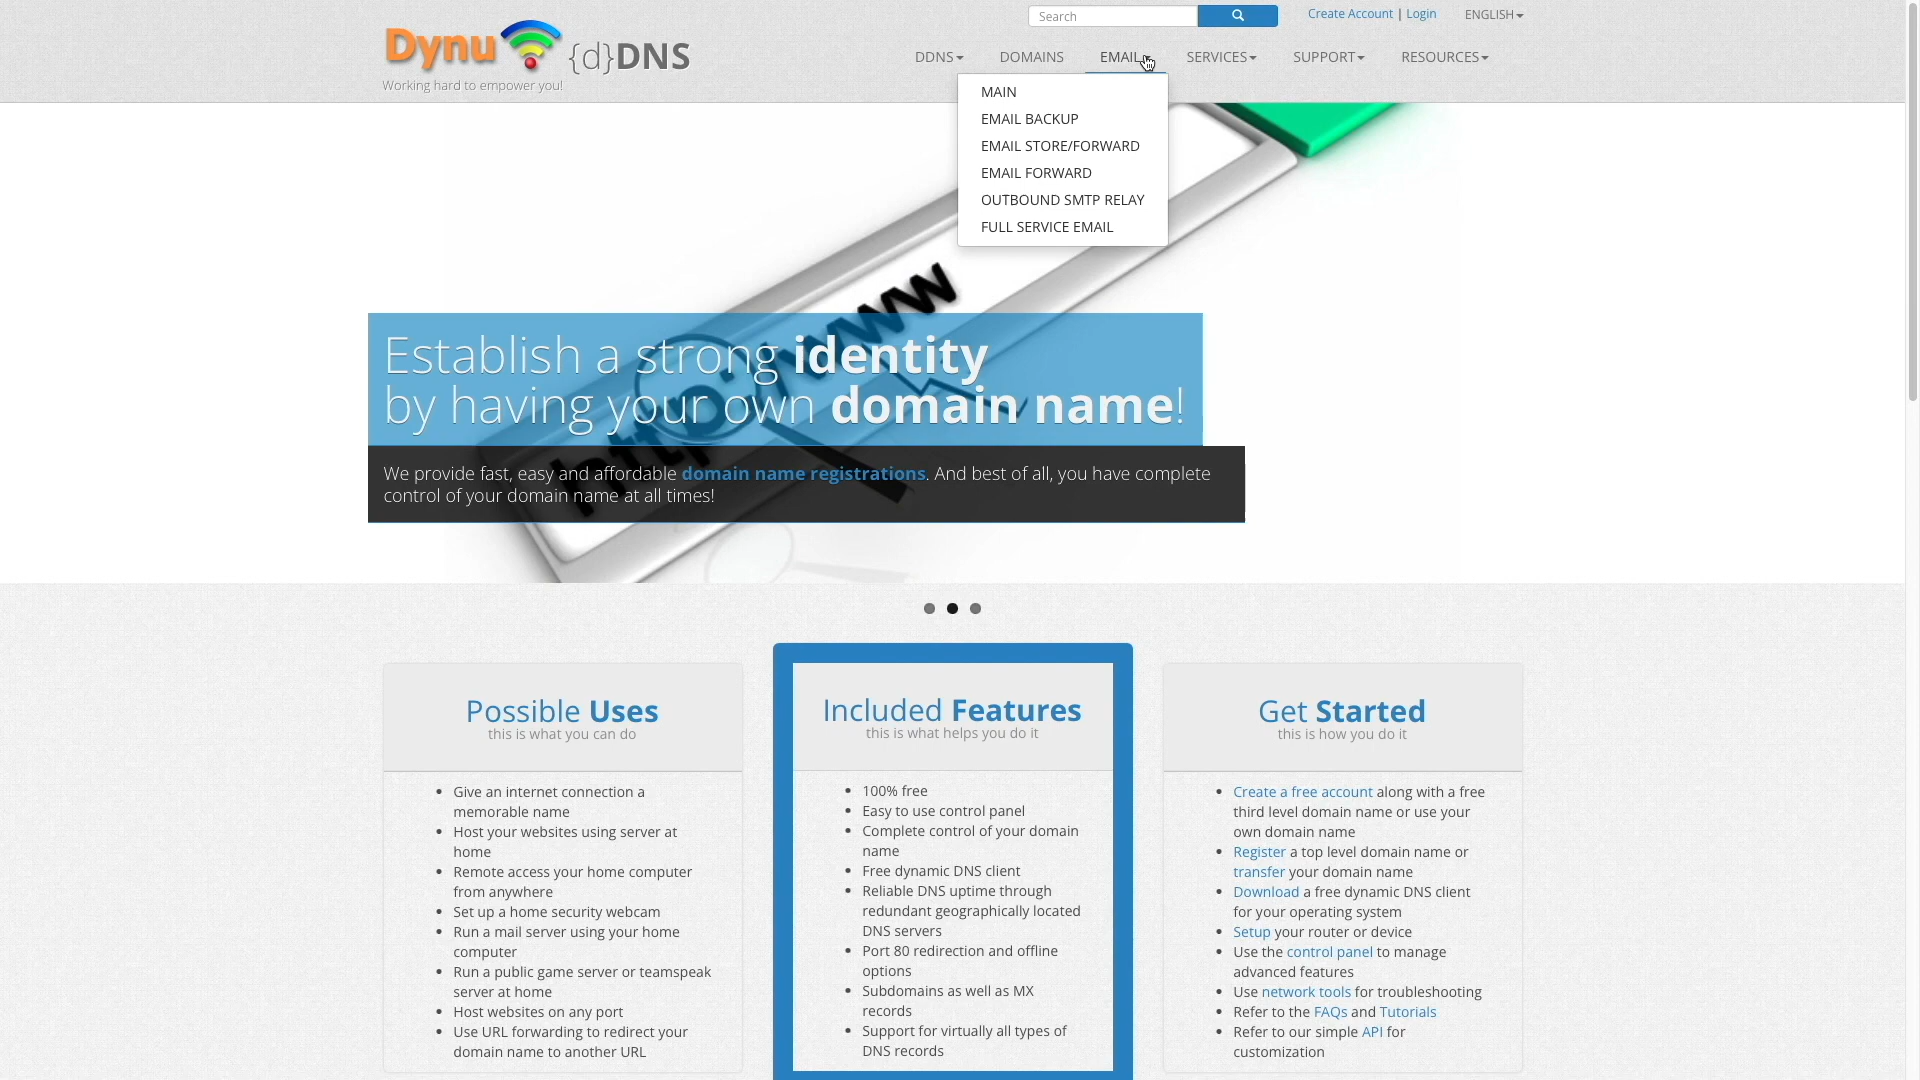 Search
Create Account | Login
ENGLISH
Dynu {d}DNS
Working hard to empower you!
DDNS
DOMAINS
EMAIL
SERVICES
SUPPORT
RESOURCES
MAIN
EMAIL BACKUP
EMAIL STORE/FORWARD
EMAIL FORWARD
OUTBOUND SMTP RELAY
FULL SERVICE EMAIL
http://www
Establish a strong identity
by having your own domain name!
We provide fast, easy and affordable domain name registrations. And best of all, you have complete
control of your domain name at all times!
Possible Uses
this is what you can do
Give an internet connection a
memorable name
Host your websites using server at
home
Remote access your home computer
from anywhere
Set up a home security webcam
Run a mail server using your home
computer
Run a public game server or teamspeak
server at home
Host websites on any port
Use URL forwarding to redirect your
domain name to another URL
Included Features
this is what helps you do it
100% free
Easy to use control panel
Complete control of your domain
name
Free dynamic DNS client
Reliable DNS uptime through
redundant geographically located
DNS servers
Port 80 redirection and offline
options
Subdomains as well as MX
records
Support for virtually all types of
DNS records
Get Started
this is how you do it
Create a free account along with a free
third level domain name or use your
own domain name
Register a top level domain name or
transfer your domain name
Download a free dynamic DNS client
for your operating system
Setup your router or device
Use the control panel to manage
advanced features
Use network tools for troubleshooting
Refer to the FAQs and Tutorials
Refer to our simple API for
customization